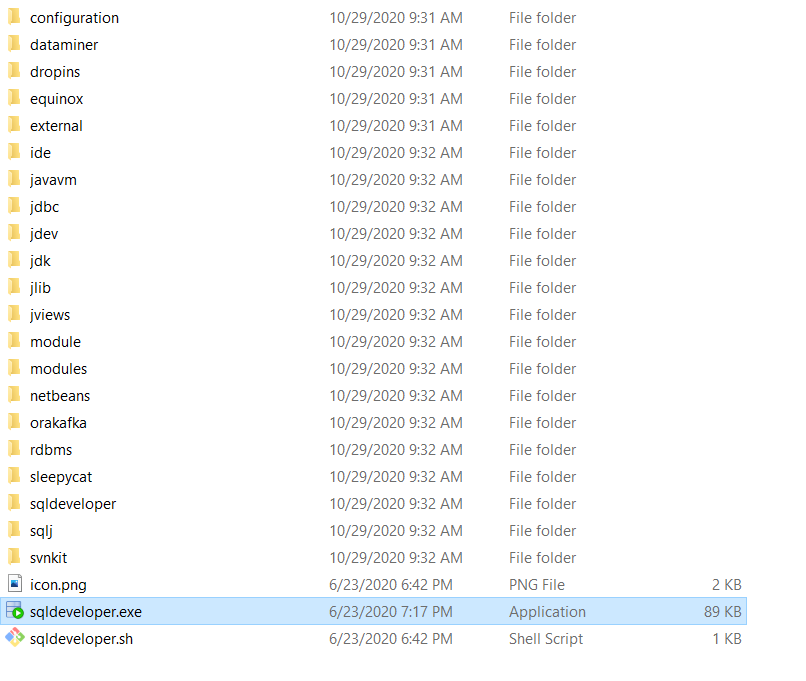 configuration 10/29/2020 9:31 AM File folder
dataminer 10/29/2020 9:31 AM File folder
dropins 10/29/2020 9:31 AM File folder
equinox 10/29/2020 9:31 AM File folder
external 10/29/2020 9:31 AM File folder
ide 10/29/2020 9:32 AM File folder
javavm 10/29/2020 9:32 AM File folder
jdbc 10/29/2020 9:32 AM File folder
jdev 10/29/2020 9:32 AM File folder
jdk 10/29/2020 9:32 AM File folder
jlib 10/29/2020 9:32 AM File folder
jviews 10/29/2020 9:32 AM File folder
module 10/29/2020 9:32 AM File folder
modules 10/29/2020 9:32 AM File folder
netbeans 10/29/2020 9:32 AM File folder
orakafka 10/29/2020 9:32 AM File folder
rdbms 10/29/2020 9:32 AM File folder
sleepycat 10/29/2020 9:32 AM File folder
sqldeveloper 10/29/2020 9:32 AM File folder
sqlj 10/29/2020 9:32 AM File folder
svnkit 10/29/2020 9:32 AM File folder
icon.png 6/23/2020 6:42 PM PNG File 2 KB
sqldeveloper.exe 6/23/2020 7:17 PM Application 89 KB
sqldeveloper.sh 6/23/2020 6:42 PM Shell Script 1 KB